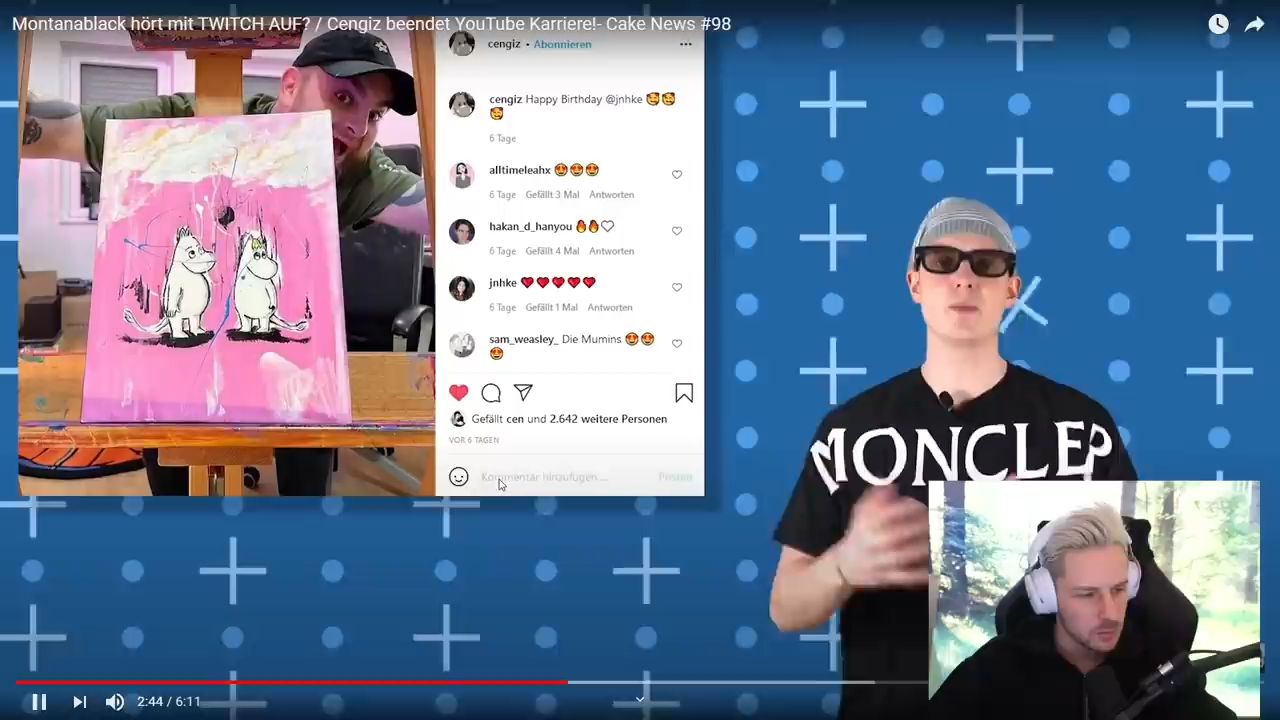 Montanablack hört mit TWITCH AUF? / Cengiz beendet YouTube Karriere!- Cake News #98
cengiz • Abonnieren
cengiz Happy Birthday @jnhke 🥰🥰
🥰
6 Tage
alltimeleahx 😍😍😍
6 Tage Gefällt 3 Mal Antworten
hakan_d_hanyou 🔥🔥🤍
6 Tage Gefällt 4 Mal Antworten
jnhke ❤️❤️❤️❤️❤️
6 Tage Gefällt 1 Mal Antworten
sam_weasley_ Die Mumins 😍😍
😍
Gefällt cen und 2.642 weitere Personen
VOR 6 TAGEN
Kommentar hinzufügen ...
Posten
MONCLER
2:44 / 6:11